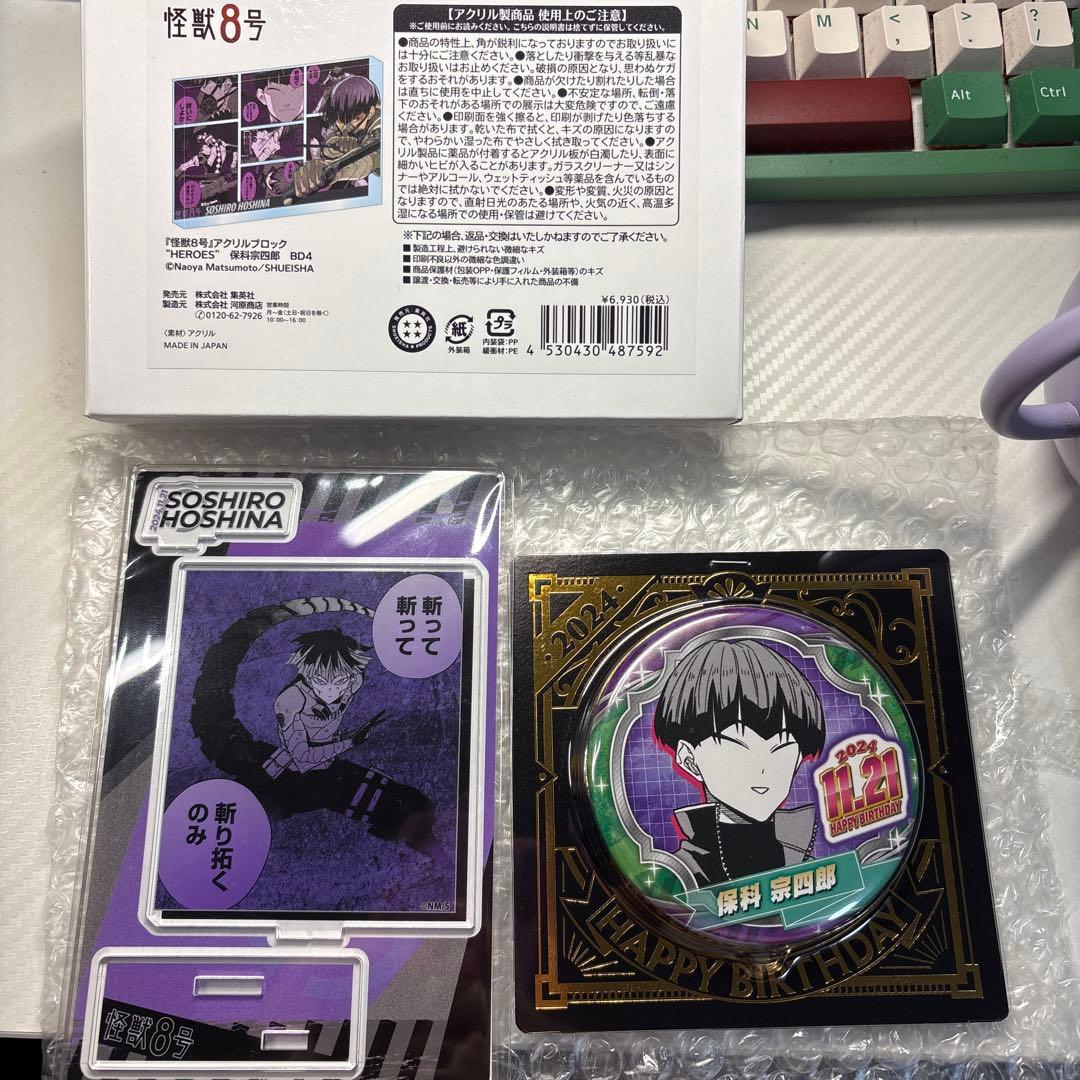 怪獣8号
SOSHIRO HOSHINA
『怪獣8号』アクリルブロック
"HEROES" 保科宗四郎 BD4
©Naoya Matsumoto/SHUEISHA
発売元 株式会社 集英社
製造元 株式会社 河原商店
0120-62-7926
営業時間
月〜金(土日・祝日を除く)
10:00〜16:00
〈素材〉アクリル
MADE IN JAPAN
【アクリル製商品 使用上のご注意】
※ご使用前にお読みください。こちらの説明書は捨てずに保管してください。
●商品の特性上、角が鋭利になっておりますのでお取り扱いに
は十分にご注意ください。●落としたり衝撃を与える等乱暴な
お取り扱いはお止めください。破損の原因となり、思わぬケガ
をするおそれがあります。●商品が欠けたり割れたりした場合
は直ちに使用を中止してください。●不安定な場所、転倒・落
下のおそれがある場所での展示は大変危険ですので、ご遠慮
ください。●印刷面を強く擦ると、印刷が剥げたり色落ちする
場合があります。乾いた布で拭くと、キズの原因になりますの
で、やわらかい湿った布でやさしく拭き取ってください。●アク
リル製品に薬品が付着するとアクリル板が白濁したり、表面に
細かいヒビが入ることがあります。ガラスクリーナー又はシン
ナーやアルコール、ウェットティッシュ等薬品を含んでいるもの
では絶対に拭かないでください。●変形や変質、火災の原因と
なりますので、直射日光のあたる場所や、火気の近く、高温多
湿になる場所での使用・保管は避けてください。
※下記の場合、返品・交換はいたしかねますのでご了承ください。
■製造工程上、避けられない微細なキズ
■印刷不良以外の微細な色調違い
■商品保護材(包装OPP・保護フィルム・外装箱等)のキズ
■譲渡・交換・転売等により手に入れた商品の不備
¥6,930(税込)
紙
外装箱
プラ
内装袋:PP
緩衝材:PE
4 530430 487592
N
M
<
,
>
.
?
/
Alt
Ctrl
2024.11.21
SOSHIRO
HOSHINA
斬って
斬って
斬り拓く
のみ
©NM/S
怪獣8号
2024
2024
11.21
HAPPY BIRTHDAY
保科 宗四郎
HAPPY BIRTHDAY